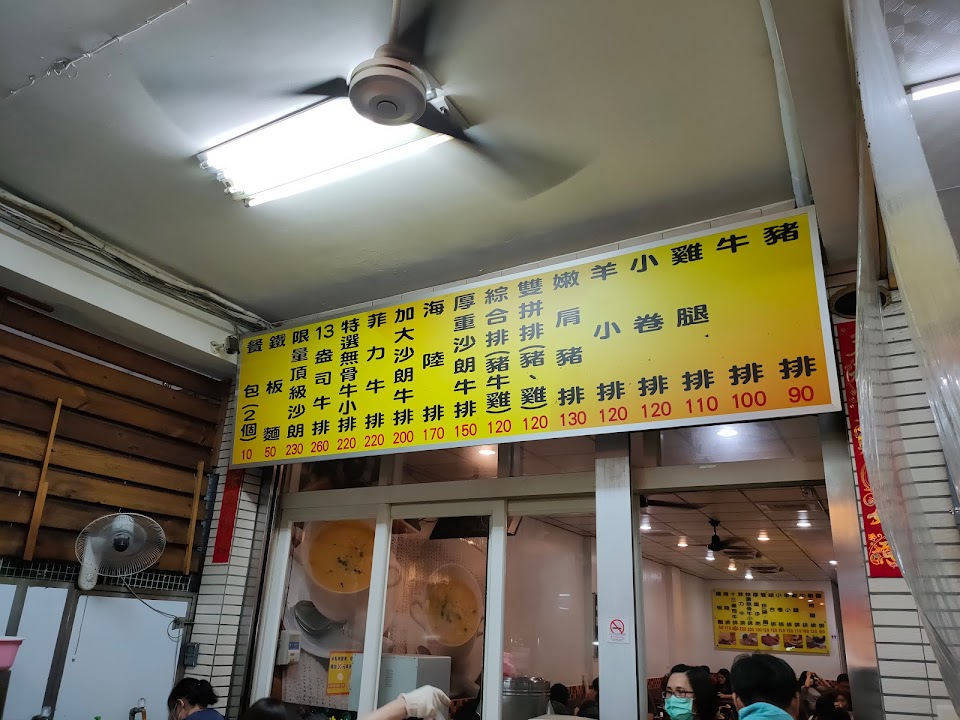 豬排 90
牛排 100
雞腿排 110
小卷排 120
羊小排 120
嫩肩豬排 130
雙拼排(豬、雞) 120
綜合排(豬牛雞) 120
厚重沙朗牛排 150
海陸排 170
加大沙朗牛排 200
菲力牛排 220
特選無骨牛小排 220
13盎司牛排 260
限量頂級沙朗 230
鐵板麵 50
餐包(2個) 10